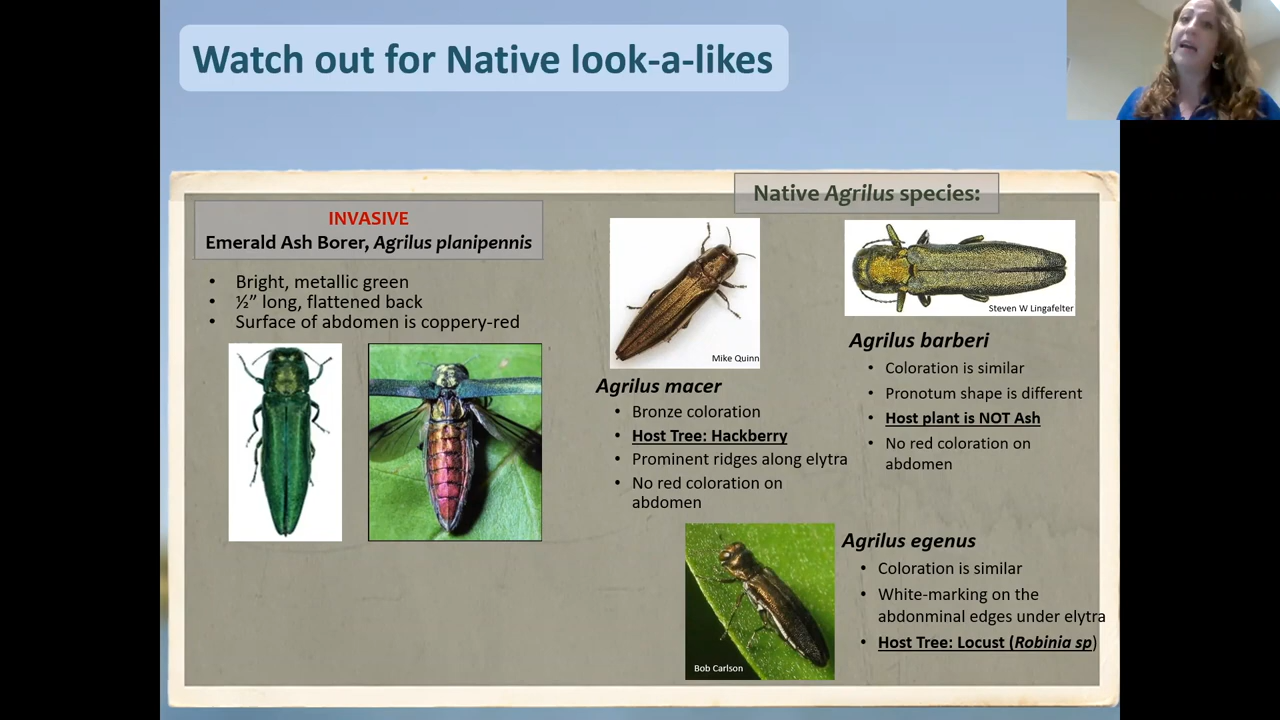 Watch out for Native look-a-likes
INVASIVE
Emerald Ash Borer, Agrilus planipennis
• Bright, metallic green
• ½” long, flattened back
• Surface of abdomen is coppery-red
Native Agrilus species:
Mike Quinn
Agrilus macer
• Bronze coloration
• Host Tree: Hackberry
• Prominent ridges along elytra
• No red coloration on
abdomen
Steven W Lingafelter
Agrilus barberi
• Coloration is similar
• Pronotum shape is different
• Host plant is NOT Ash
• No red coloration on
abdomen
Bob Carlson
Agrilus egenus
• Coloration is similar
• White-marking on the
abdonminal edges under elytra
• Host Tree: Locust (Robinia sp)